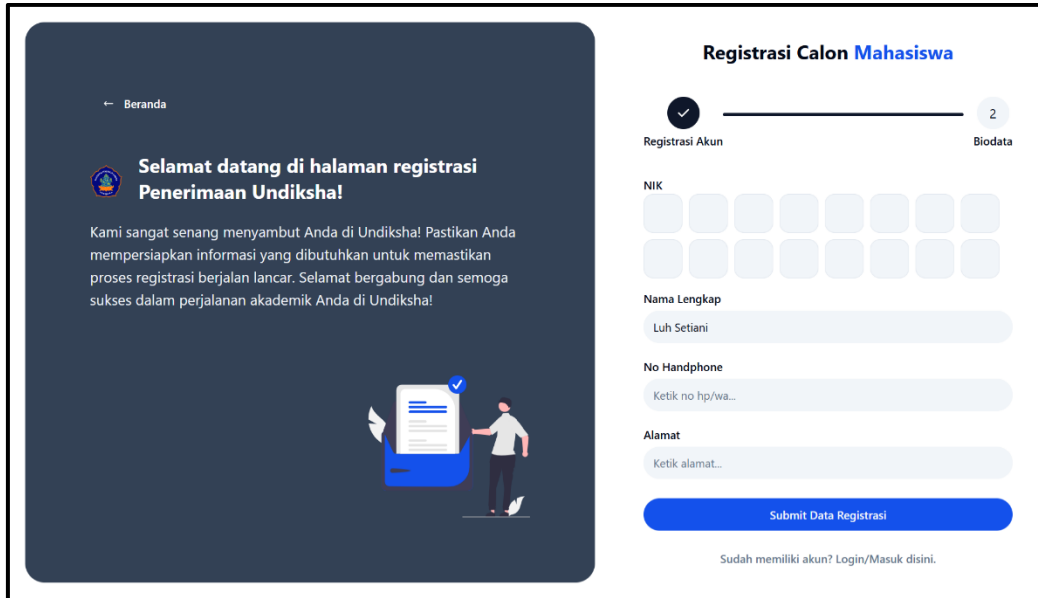 ← Beranda
Selamat datang di halaman registrasi
Penerimaan Undiksha!
Kami sangat senang menyambut Anda di Undiksha! Pastikan Anda
mempersiapkan informasi yang dibutuhkan untuk memastikan
proses registrasi berjalan lancar. Selamat bergabung dan semoga
sukses dalam perjalanan akademik Anda di Undiksha!
Registrasi Calon Mahasiswa
2
Registrasi Akun
Biodata
NIK
Nama Lengkap
Luh Setiani
No Handphone
Ketik no hp/wa...
Alamat
Ketik alamat...
Submit Data Registrasi
Sudah memiliki akun? Login/Masuk disini.